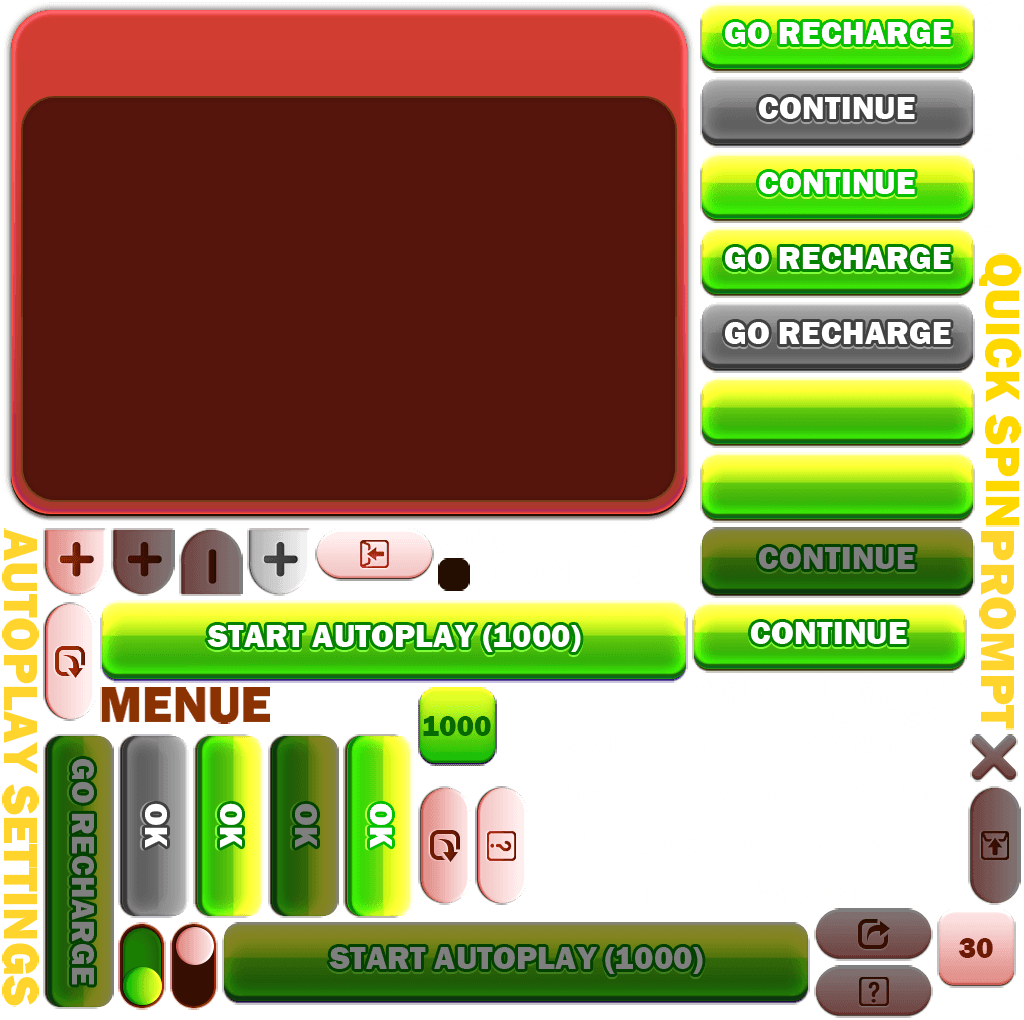 GO RECHARGE
CONTINUE
CONTINUE
GO RECHARGE
GO RECHARGE
CONTINUE
START AUTOPLAY (1000)
CONTINUE
MENUE
1000
AUTOPLAY SETTINGS
QUICK SPINPROMPT
GO RECHARGE
OK
OK
OK
OK
?
START AUTOPLAY (1000)
?
30